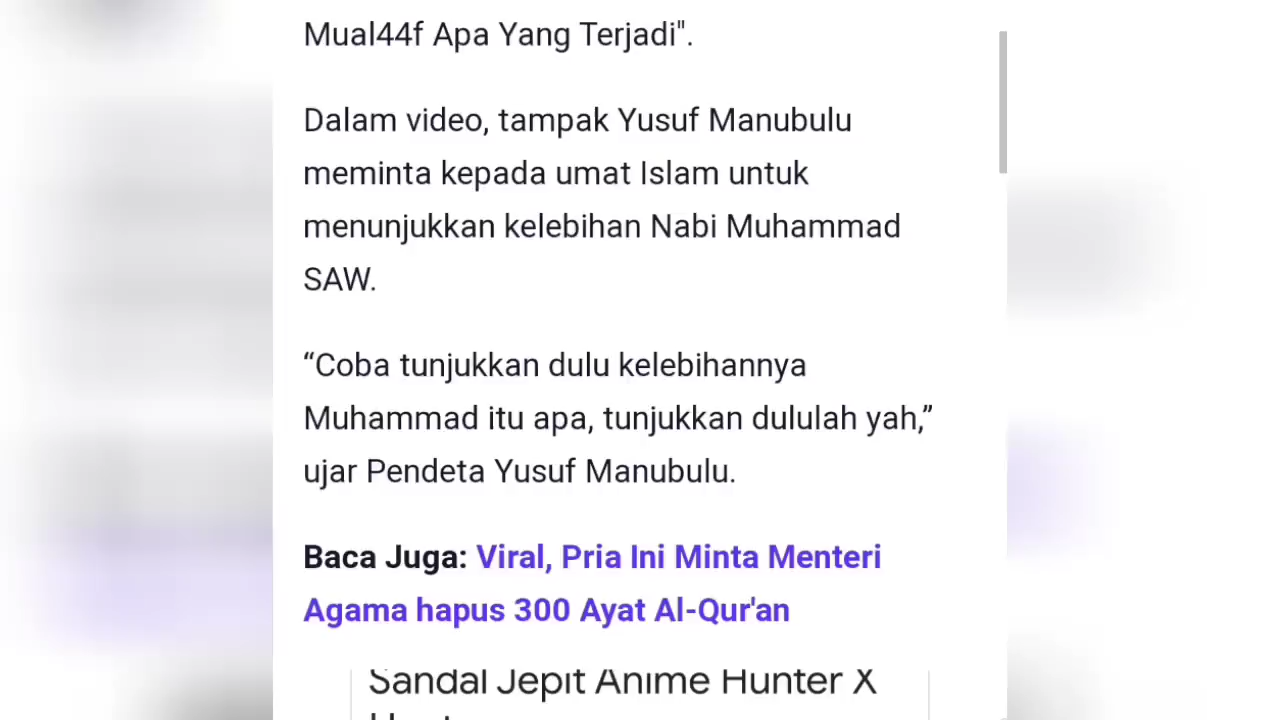 Mual44f Apa Yang Terjadi".
Dalam video, tampak Yusuf Manubulu
meminta kepada umat Islam untuk
menunjukkan kelebihan Nabi Muhammad
SAW.
“Coba tunjukkan dulu kelebihannya
Muhammad itu apa, tunjukkan dululah yah,”
ujar Pendeta Yusuf Manubulu.
Baca Juga: Viral, Pria Ini Minta Menteri
Agama hapus 300 Ayat Al-Qur'an
Sandal Jepit Anime Hunter X